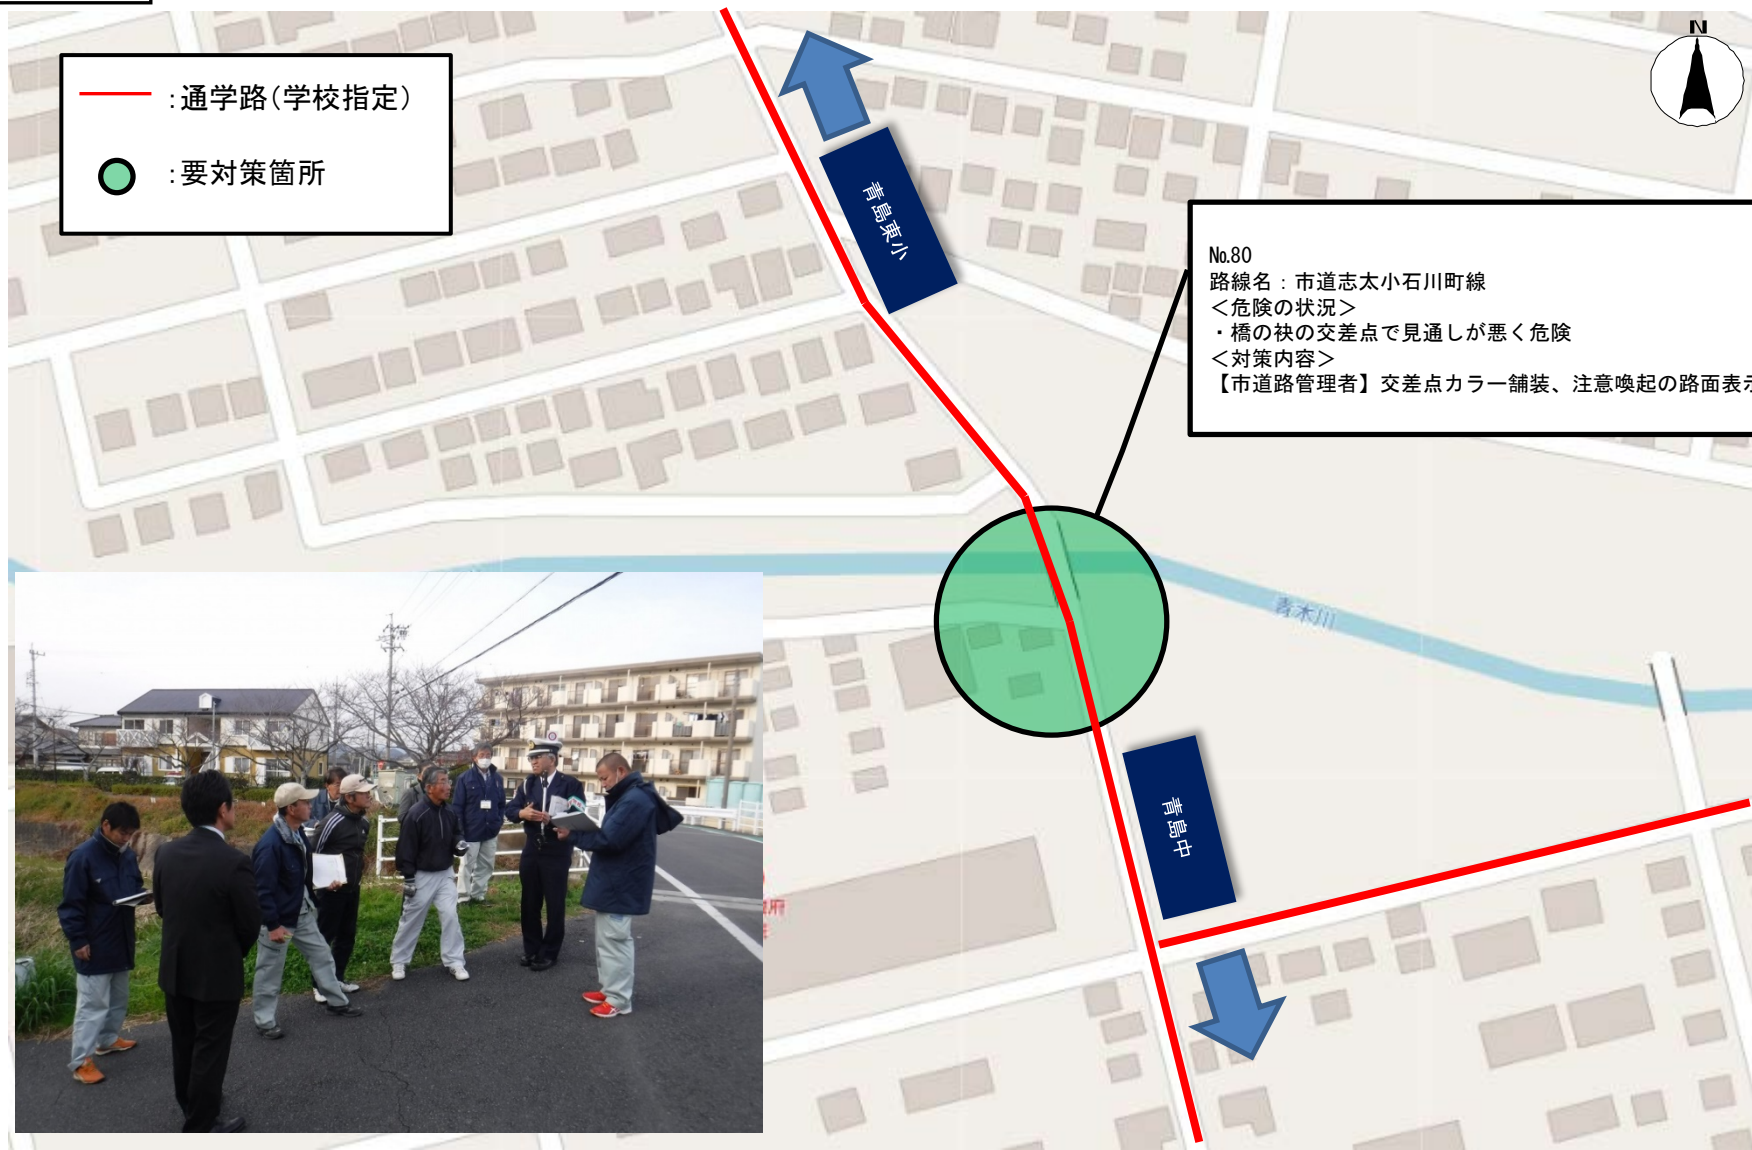 :通学路(学校指定)
:要対策箇所
N
青島東小
No.80
路線名：市道志太小石川町線
＜危険の状況＞
・橋の袂の交差点で見通しが悪く危険
＜対策内容＞
【市道路管理者】交差点カラー舗装、注意喚起の路面表示
青木川
青島中